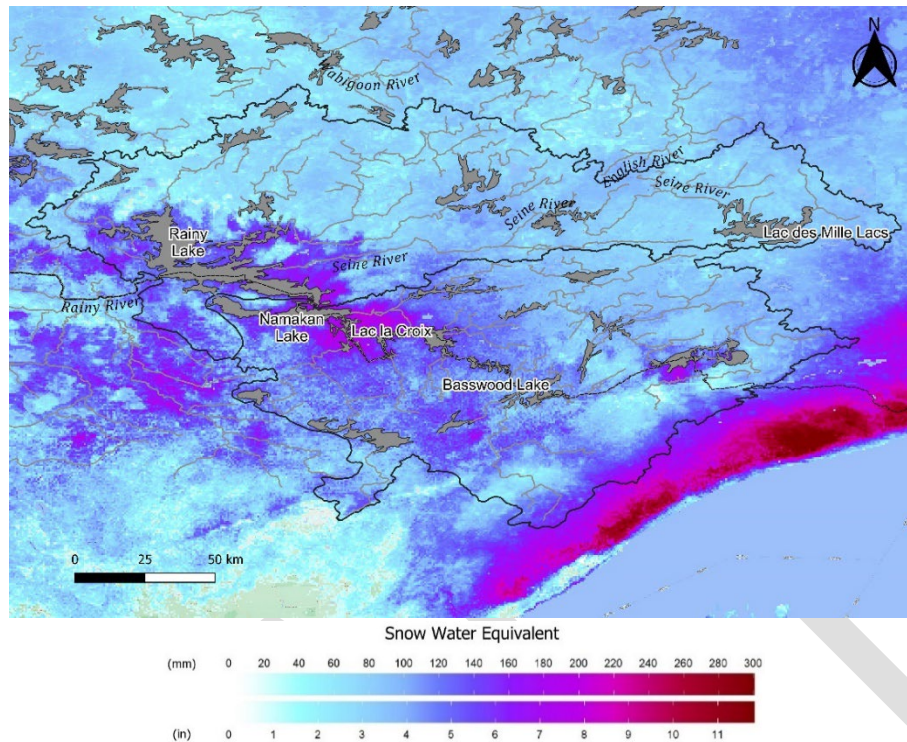 N
Wabigoon River
English River
Seine River
Seine River
Lac des Mille Lacs
Rainy
Lake
Seine River
Rainy River
Namakan
Lake
Lac la Croix
Basswood Lake
0 25 50 km
Snow Water Equivalent
(mm) 0 20 40 60 80 100 120 140 160 180 200 220 240 260 280 300
(in) 0 1 2 3 4 5 6 7 8 9 10 11